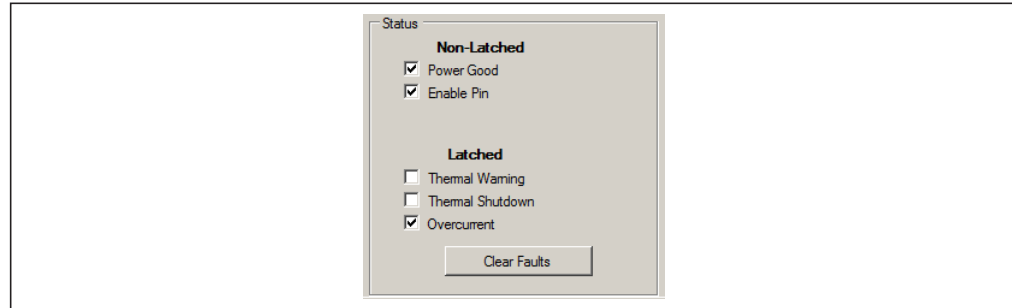 Status
Non-Latched
Power Good
Enable Pin
Latched
Thermal Warning
Thermal Shutdown
Overcurrent
Clear Faults